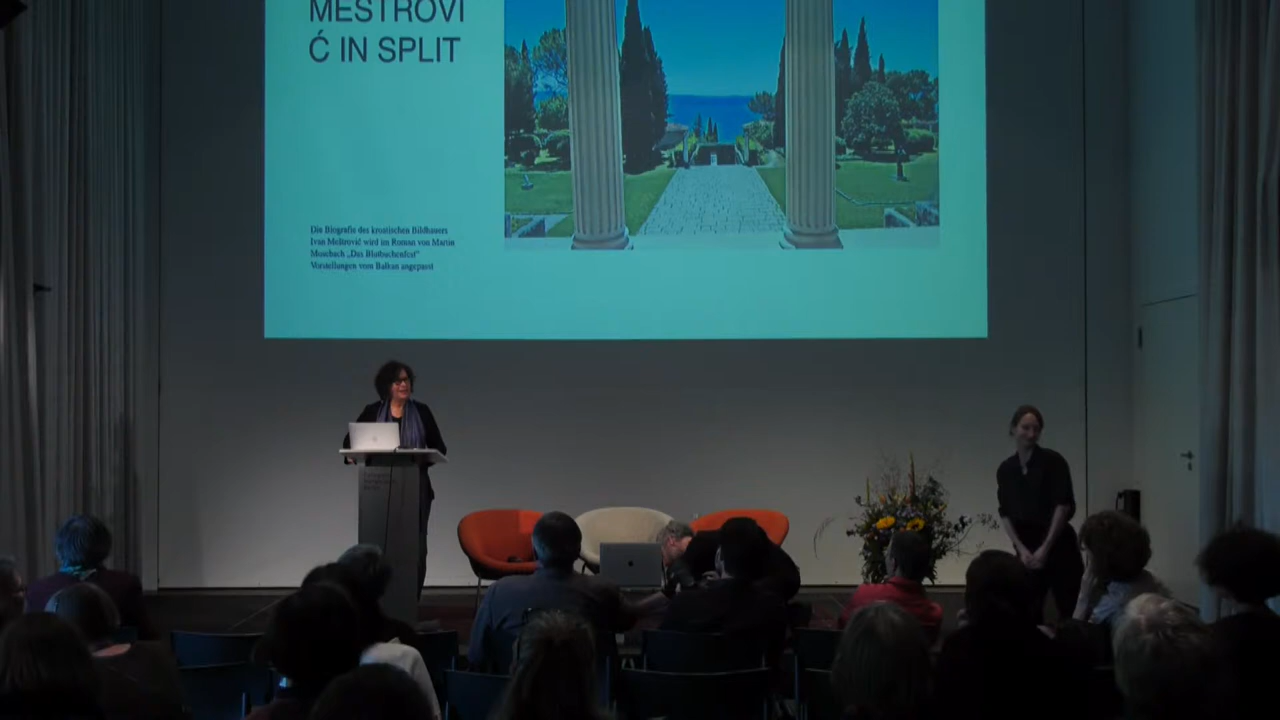 MEŠTROVI
Ć IN SPLIT
Die Biografie des kroatischen Bildhauers
Ivan Meštrović wird im Roman von Martin
Mosebach „Das Blutbuchenfest“
Vorstellungen vom Balkan angepasst